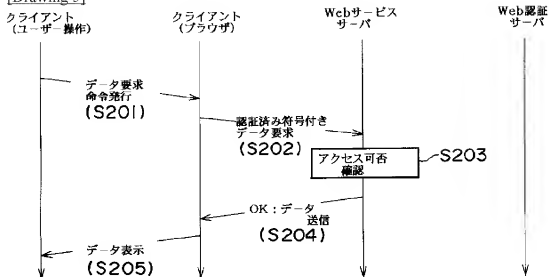 [Drawing 5]
クライアント
(ユーザー操作)
クライアント
(ブラウザ)
Webサービス
サーバ
Web認証
サーバ
データ要求
命令発行
(S201)
認証済み符号付き
データ要求
(S202)
アクセス可否
確認
S203
OK:データ
送信
(S204)
データ表示
(S205)